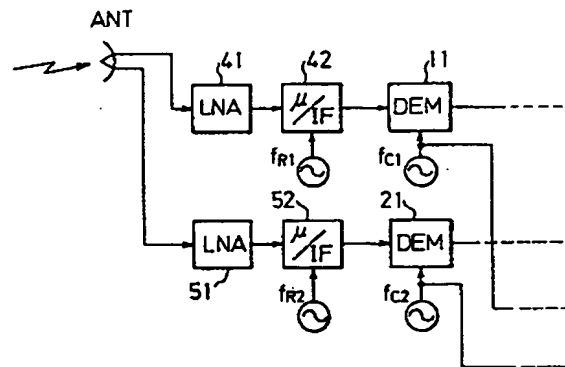 ANT
41
42
11
LNA
μ/IF
DEM
fR1
fC1
52
21
LNA
μ/IF
DEM
51
fR2
fC2